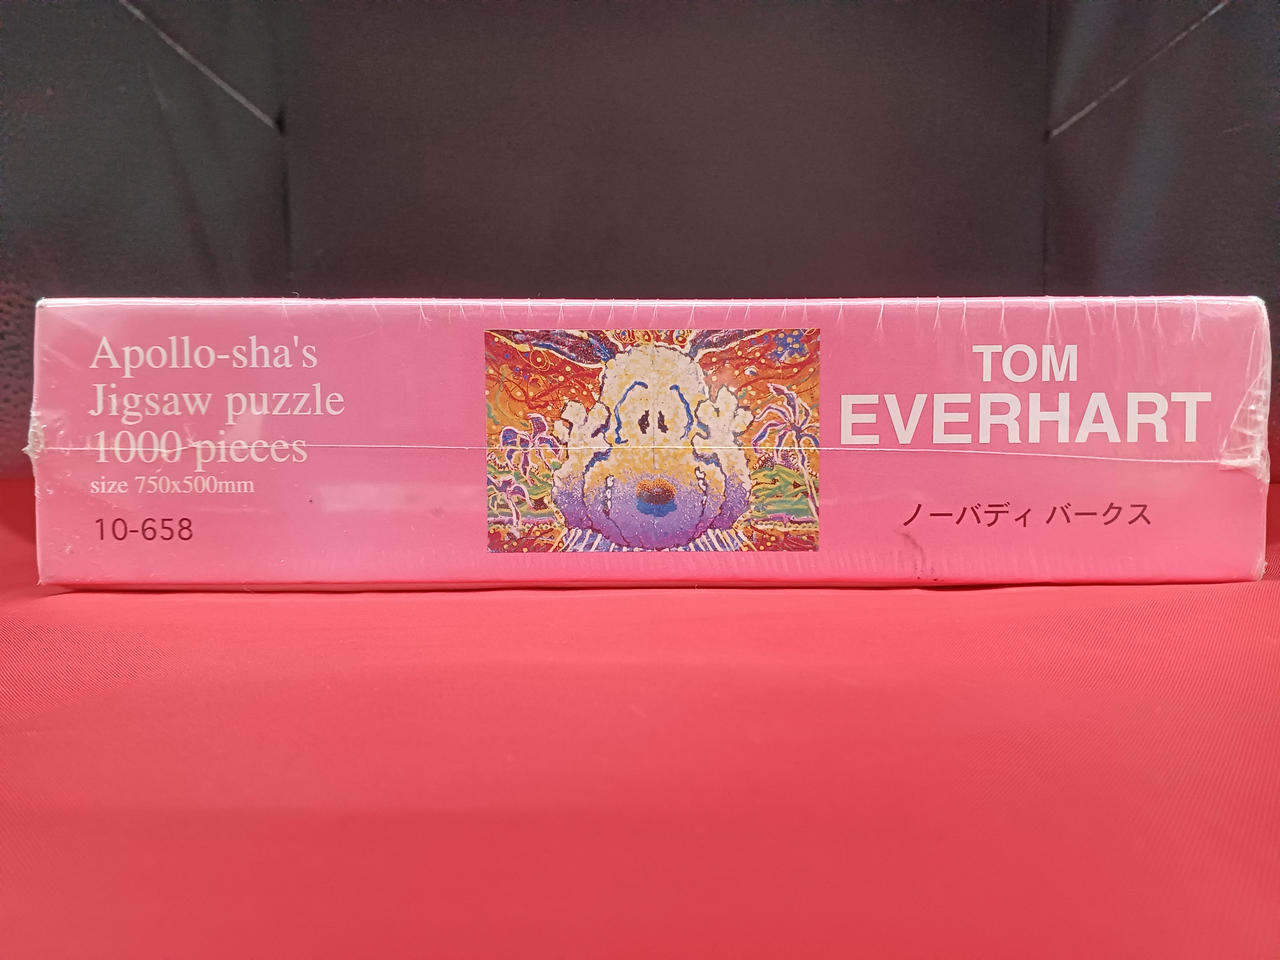 Apollo-sha's
Jigsaw puzzle
1000 pieces
size 750x500mm
10-658
TOM
EVERHART
ノーバディ バークス